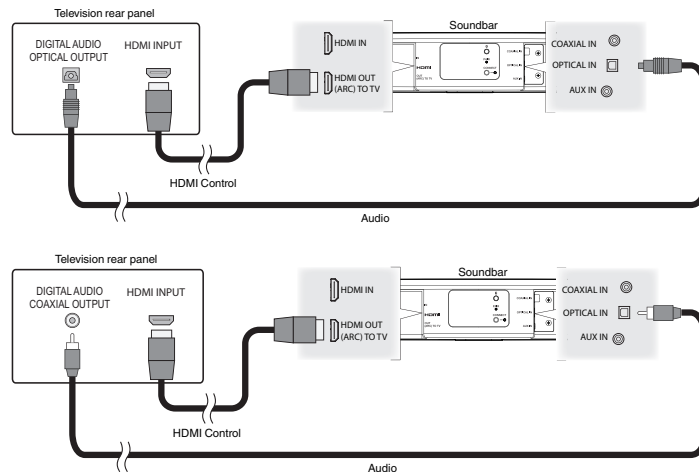 Television rear panel
Soundbar
DIGITAL AUDIO
OPTICAL OUTPUT
HDMI INPUT
HDMI IN
HDMI OUT
(ARC) TO TV
COAXIAL IN
OPTICAL IN
AUX IN
HDMI
HDMI Control
Audio
Television rear panel
Soundbar
DIGITAL AUDIO
COAXIAL OUTPUT
HDMI INPUT
HDMI IN
HDMI OUT
(ARC) TO TV
COAXIAL IN
OPTICAL IN
AUX IN
HDMI
HDMI Control
Audio